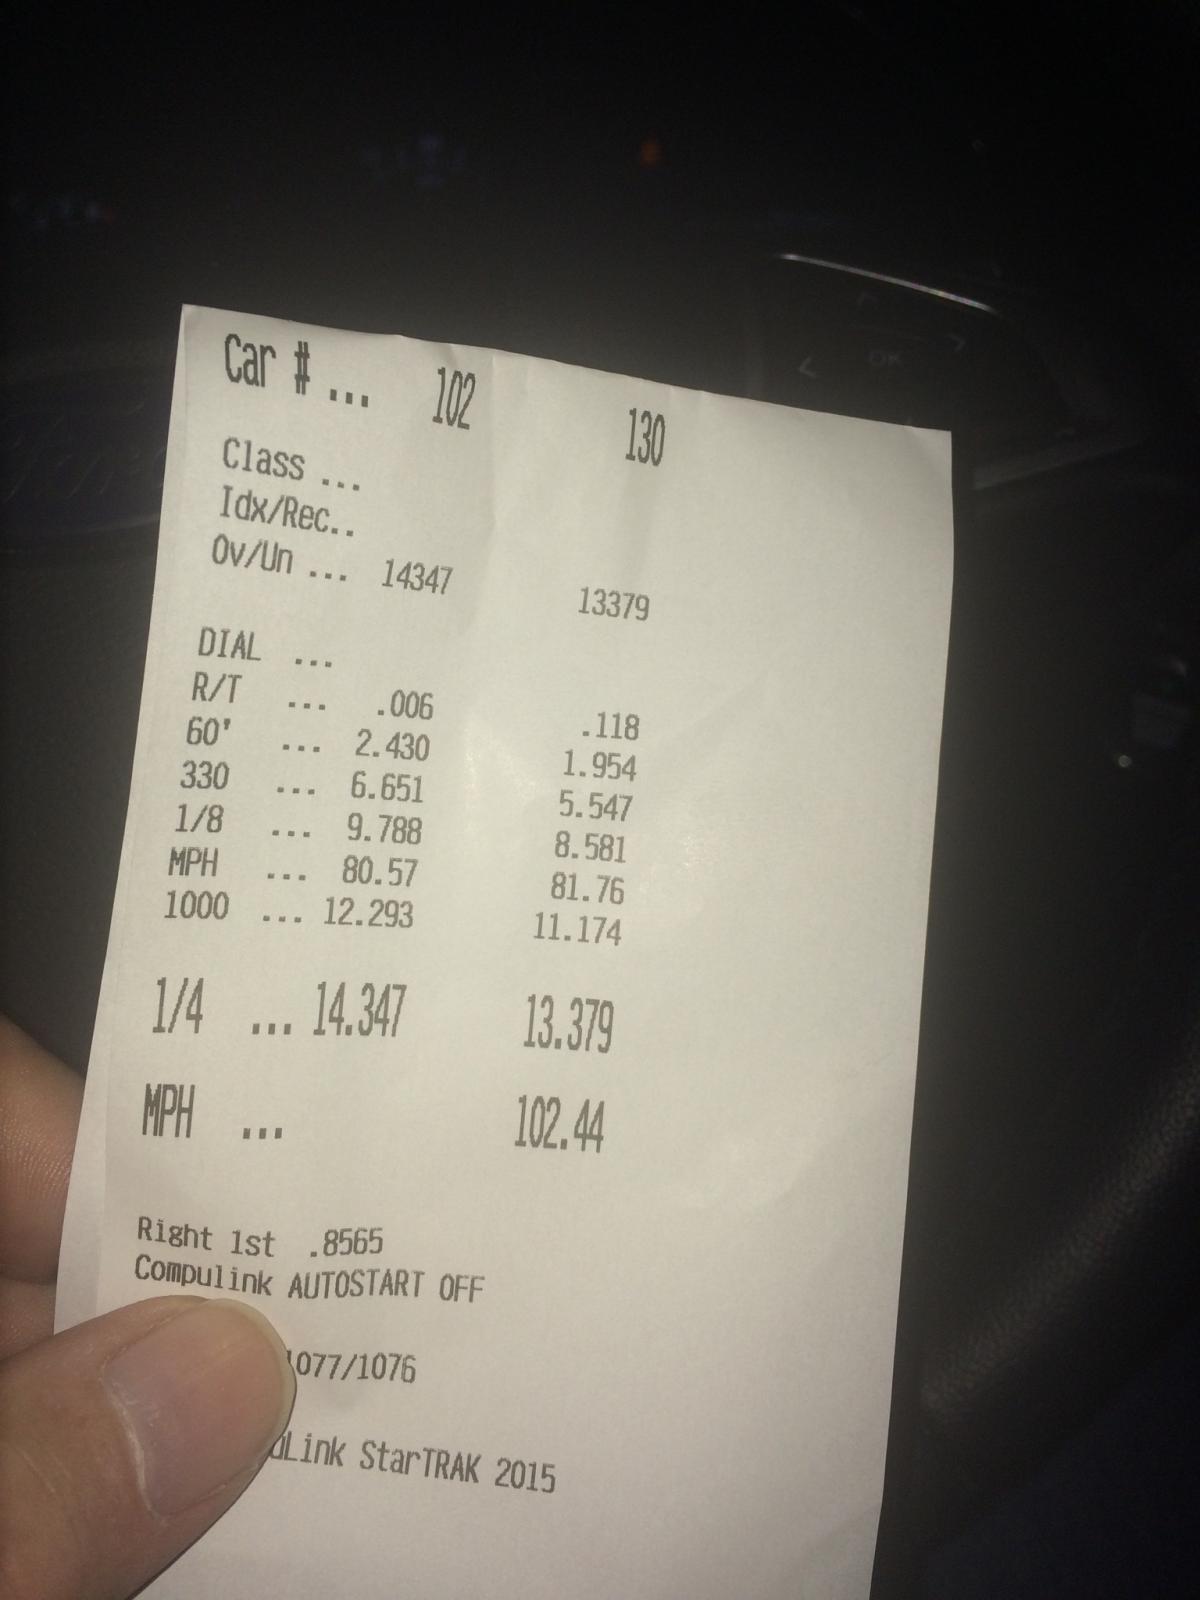 OK
Car # ... 102 130
Class ...
Idx/Rec..
Ov/Un ... 14347 13379
DIAL ...
R/T ... .006 .118
60' ... 2.430 1.954
330 ... 6.651 5.547
1/8 ... 9.788 8.581
MPH ... 80.57 81.76
1000 ... 12.293 11.174
1/4 ... 14.347 13.379
MPH ... 102.44
Right 1st .8565
Compulink AUTOSTART OFF
1077/1076
Link StarTRAK 2015